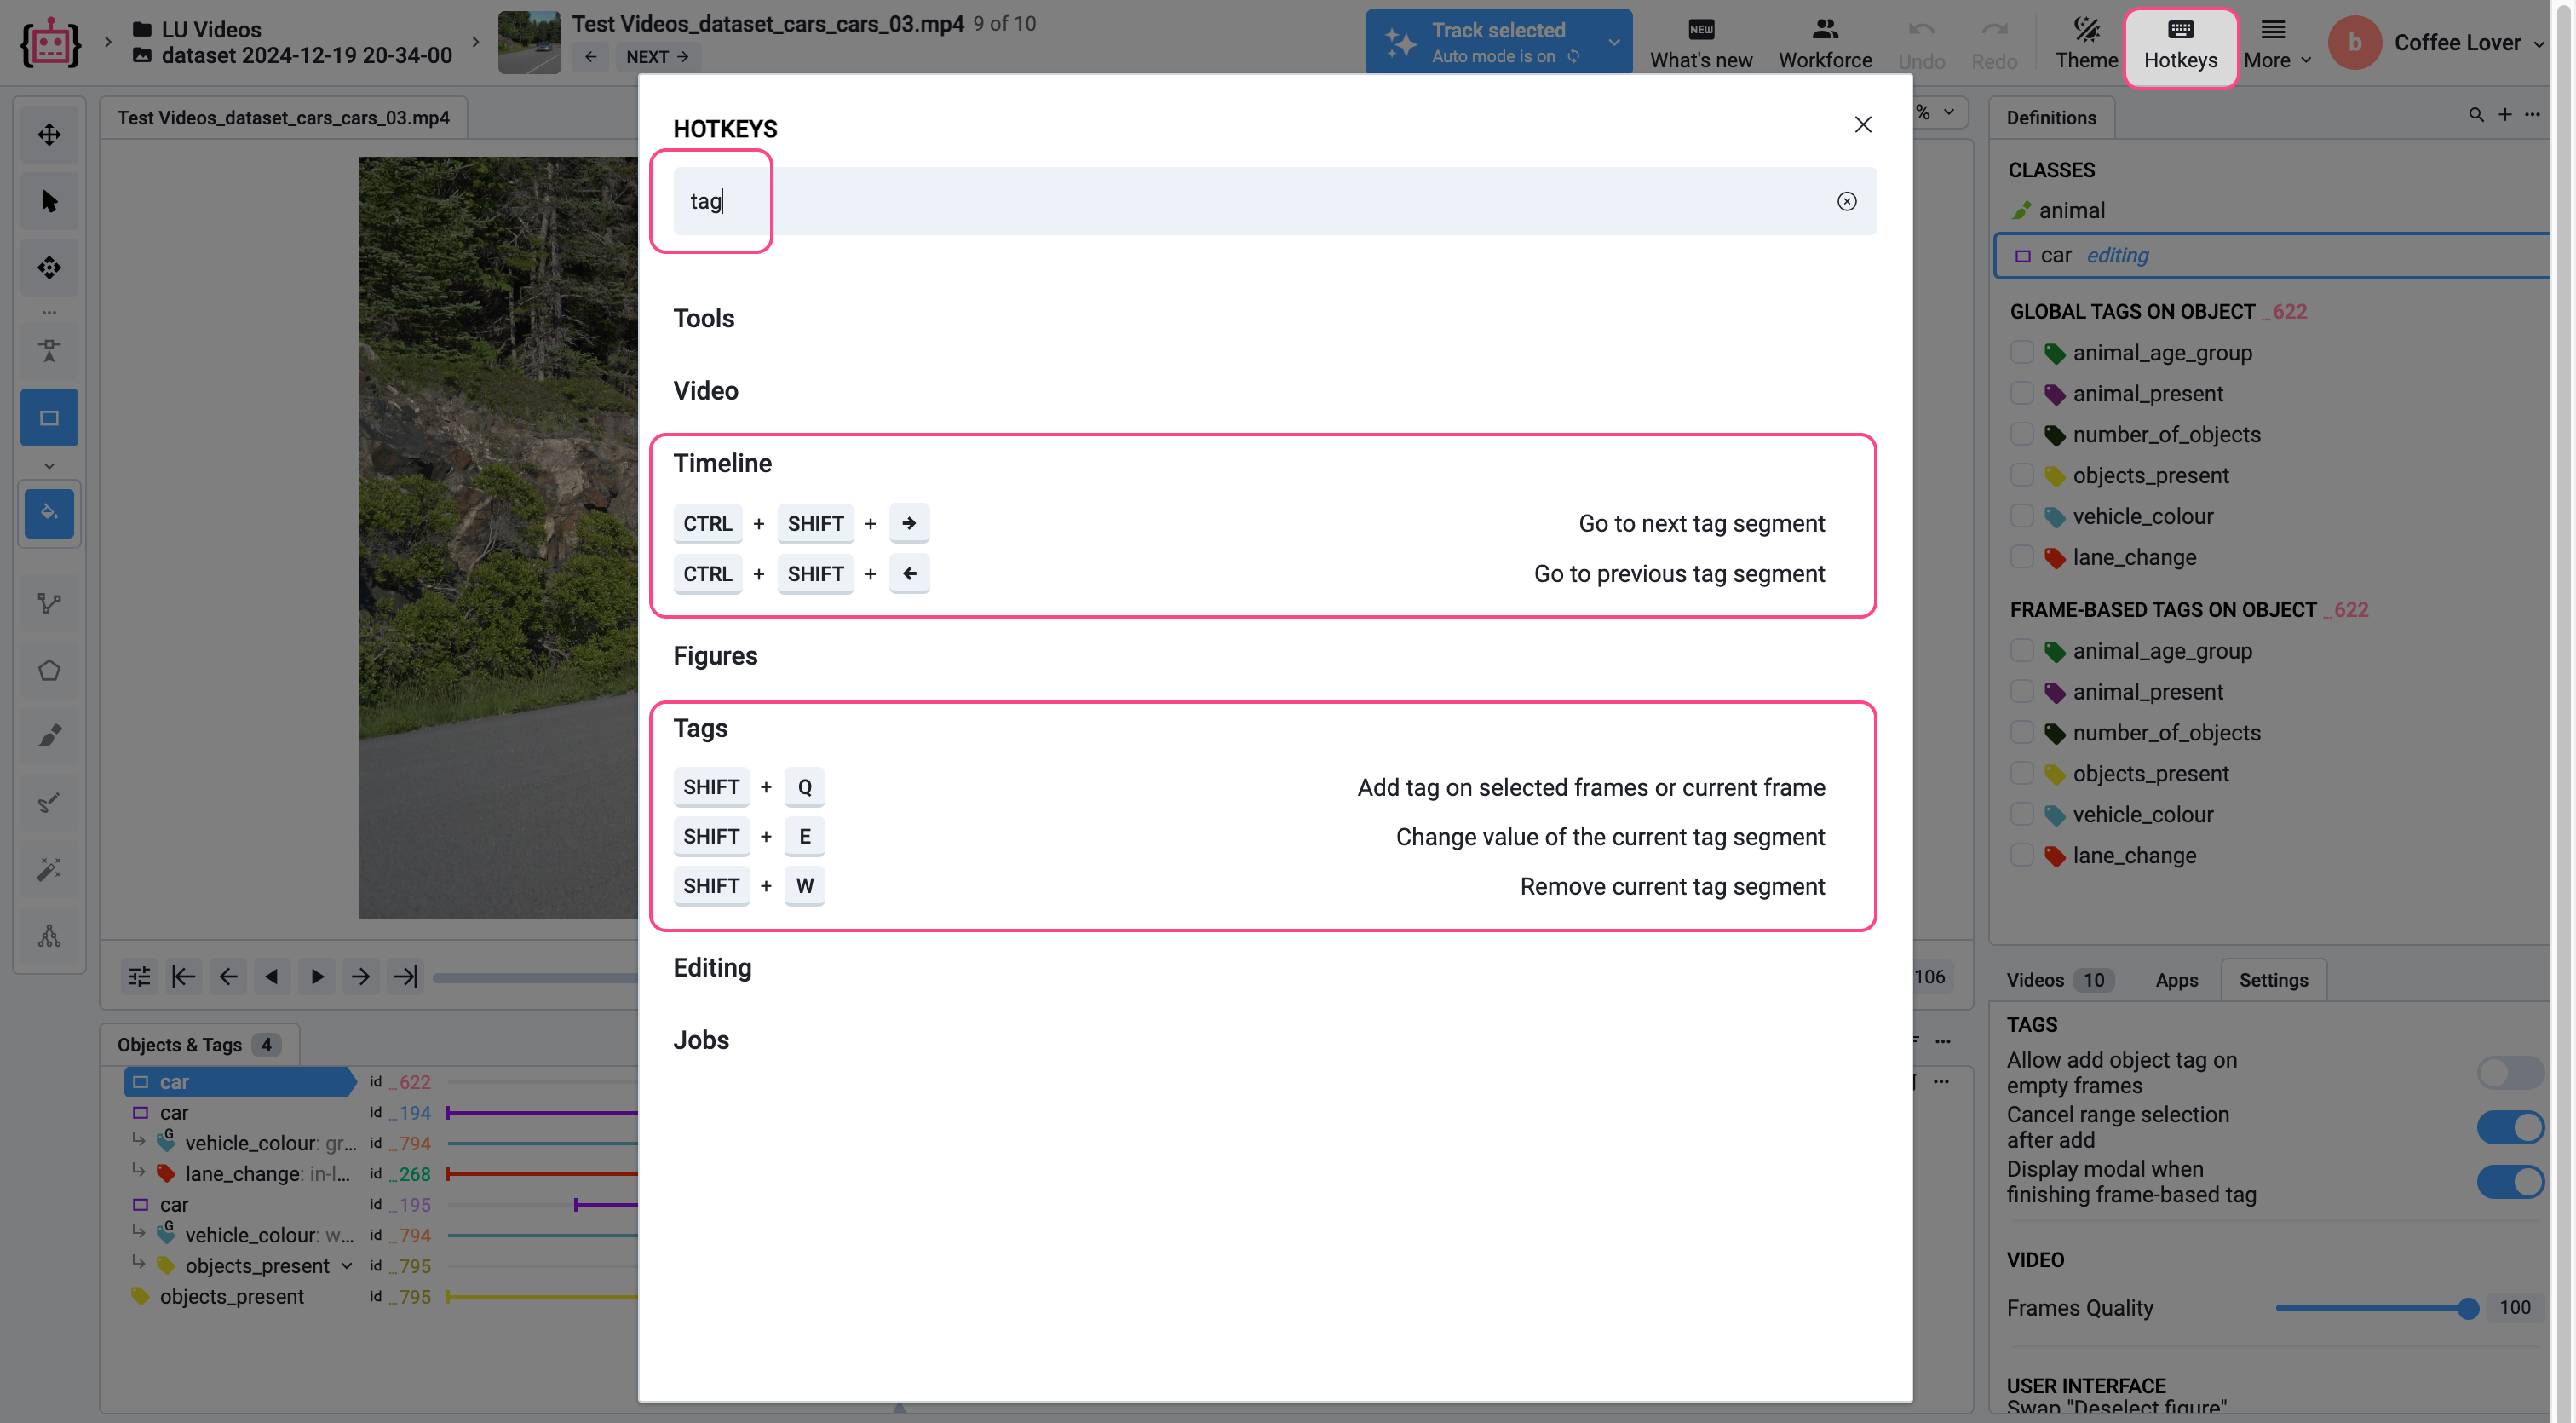 LU Videos
dataset 2024-12-19 20-34-00
Test Videos_dataset_cars_cars_03.mp4 9 of 10
NEXT
Track selected
Auto mode is on
NEW
What's new
Workforce
Undo
Redo
Theme
Hotkeys
More
b
Coffee Lover
Test Videos_dataset_cars_cars_03.mp4
%
HOTKEYS
tag
Tools
Video
Timeline
CTRL + SHIFT + → Go to next tag segment
CTRL + SHIFT + ← Go to previous tag segment
Figures
Tags
SHIFT + Q Add tag on selected frames or current frame
SHIFT + E Change value of the current tag segment
SHIFT + W Remove current tag segment
Editing
Jobs
Definitions
CLASSES
animal
car editing
GLOBAL TAGS ON OBJECT _622
animal_age_group
animal_present
number_of_objects
objects_present
vehicle_colour
lane_change
FRAME-BASED TAGS ON OBJECT _622
animal_age_group
animal_present
number_of_objects
objects_present
vehicle_colour
lane_change
106
Objects & Tags 4
car id _622
car id _194
G vehicle_colour: gr... id _794
lane_change: in-l... id _268
car id _195
G vehicle_colour: w... id _794
objects_present id _795
objects_present id _795
Videos 10 Apps Settings
TAGS
Allow add object tag on
empty frames
Cancel range selection
after add
Display modal when
finishing frame-based tag
VIDEO
Frames Quality 100
USER INTERFACE
Swap "Deselect figure"